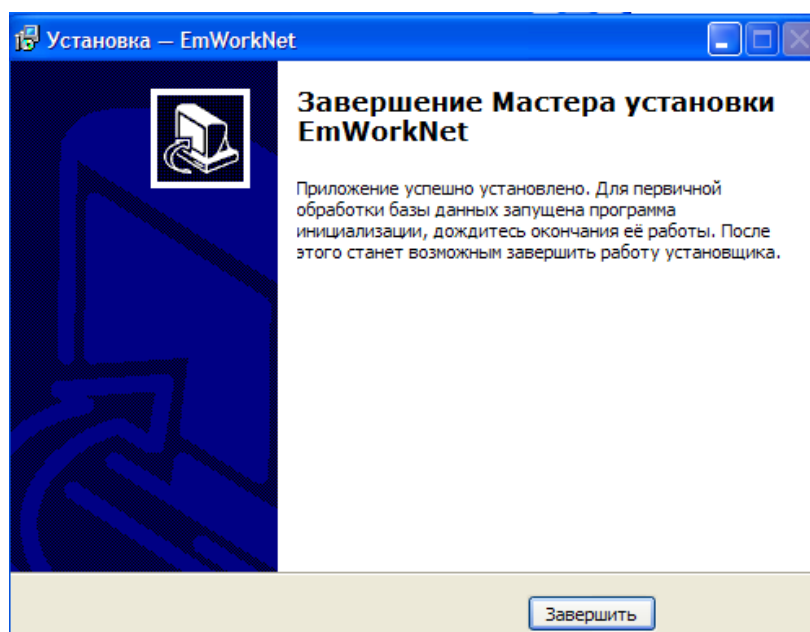 Установка — EmWorkNet
Завершение Мастера установки
EmWorkNet
Приложение успешно установлено. Для первичной
обработки базы данных запущена программа
инициализации, дождитесь окончания её работы. После
этого станет возможным завершить работу установщика.
Завершить